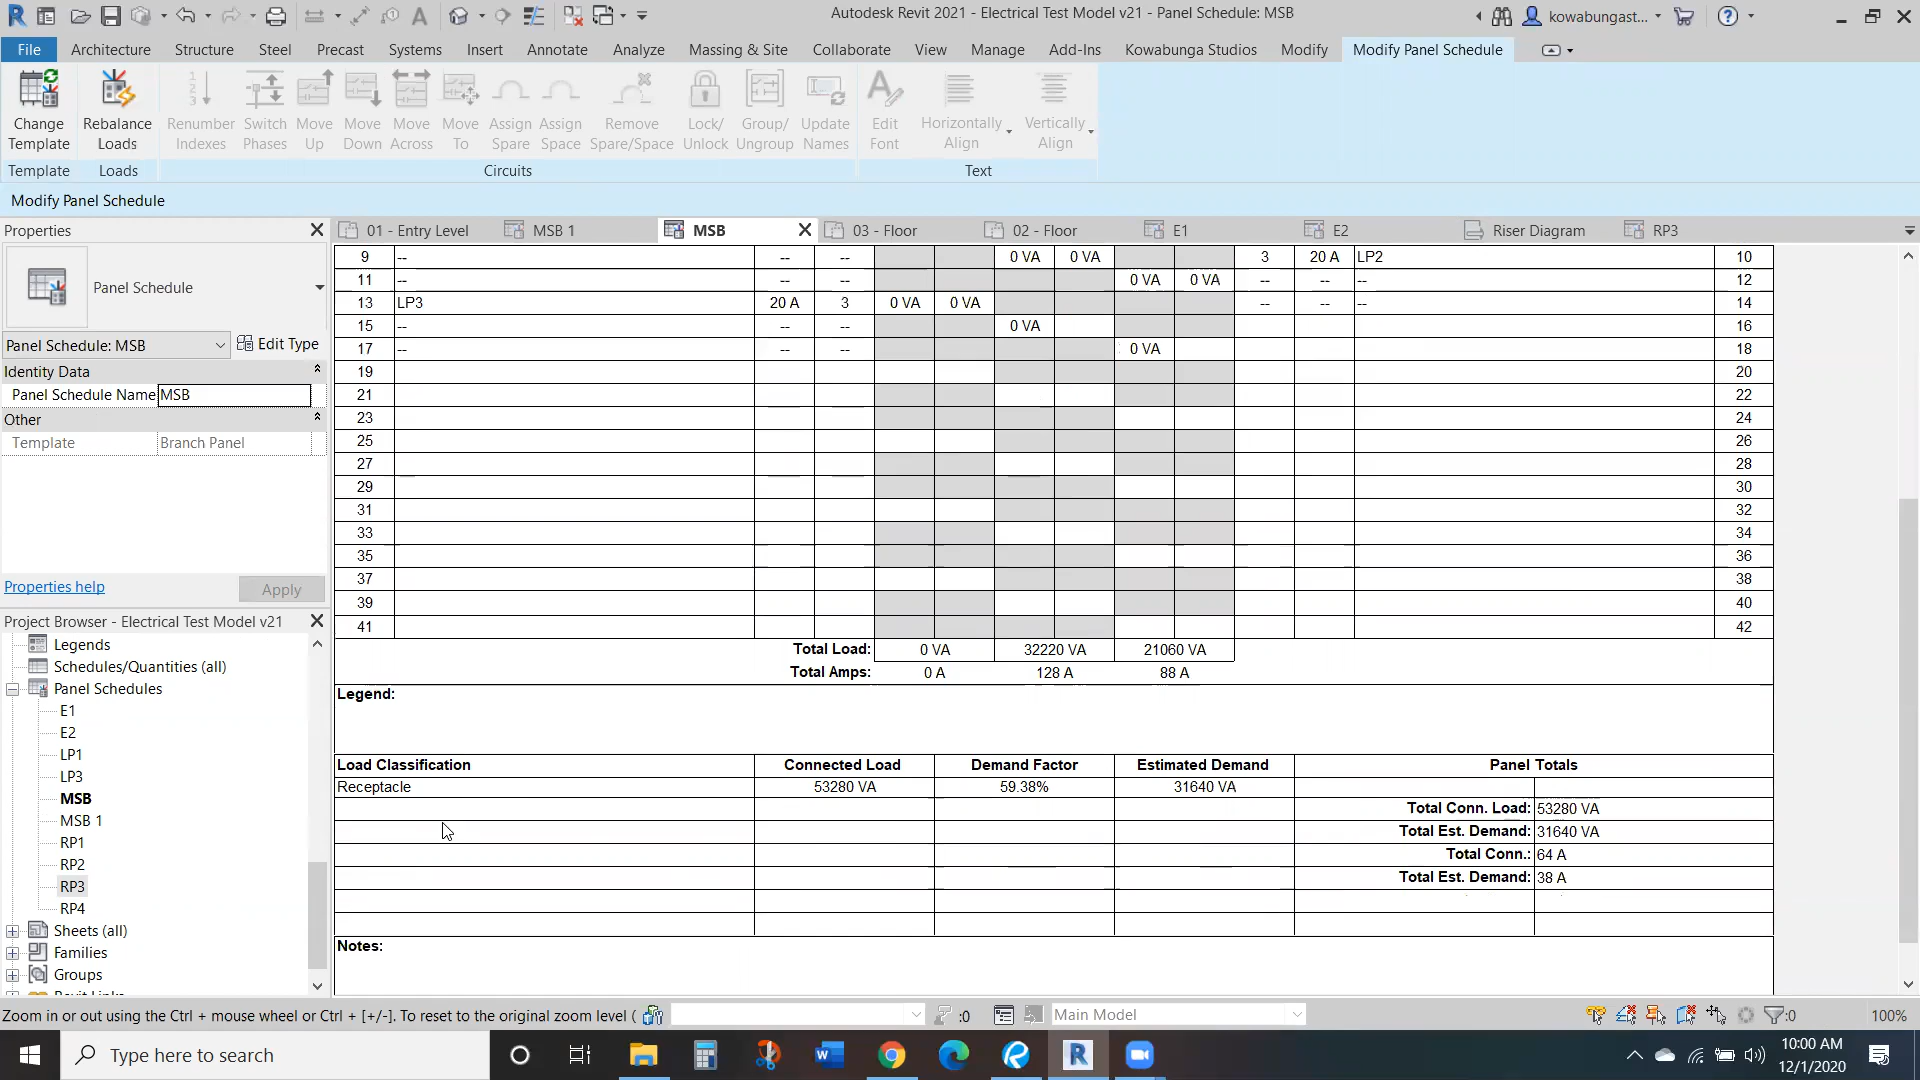 Autodesk Revit 2021 - Electrical Test Model v21 - Panel Schedule: MSB
kowabungast...
File Architecture Structure Steel Precast Systems Insert Annotate Analyze Massing & Site Collaborate View Manage Add-Ins Kowabunga Studios Modify Modify Panel Schedule
Change Template
Rebalance Loads
Renumber Indexes
Switch Phases
Move Up
Move Down
Move Across
Move To
Assign Spare
Assign Space
Remove Spare/Space
Lock/ Unlock
Group/ Ungroup
Update Names
Edit Font
Horizontally Align
Vertically Align
Template Loads Circuits Text
Modify Panel Schedule
Properties
Panel Schedule
Panel Schedule: MSB Edit Type
Identity Data
Panel Schedule Name MSB
Other
Template Branch Panel
Properties help Apply
Project Browser - Electrical Test Model v21
Legends
Schedules/Quantities (all)
Panel Schedules
E1
E2
LP1
LP3
MSB
MSB 1
RP1
RP2
RP3
RP4
Sheets (all)
Families
Groups
01 - Entry Level MSB 1 MSB 03 - Floor 02 - Floor E1 E2 Riser Diagram RP3
9 -- -- -- 0 VA 0 VA 3 20 A LP2 10
11 -- -- -- 0 VA 0 VA -- -- -- 12
13 LP3 20 A 3 0 VA 0 VA -- -- -- 14
15 -- -- -- 0 VA 16
17 -- -- -- 0 VA 18
19 20
21 22
23 24
25 26
27 28
29 30
31 32
33 34
35 36
37 38
39 40
41 42
Total Load: 0 VA 32220 VA 21060 VA
Total Amps: 0 A 128 A 88 A
Legend:
Load Classification Connected Load Demand Factor Estimated Demand Panel Totals
Receptacle 53280 VA 59.38% 31640 VA
Total Conn. Load: 53280 VA
Total Est. Demand: 31640 VA
Total Conn.: 64 A
Total Est. Demand: 38 A
Notes:
Zoom in or out using the Ctrl + mouse wheel or Ctrl + [+/-]. To reset to the original zoom level (
:0
Main Model
:0
100%
Type here to search
10:00 AM
12/1/2020